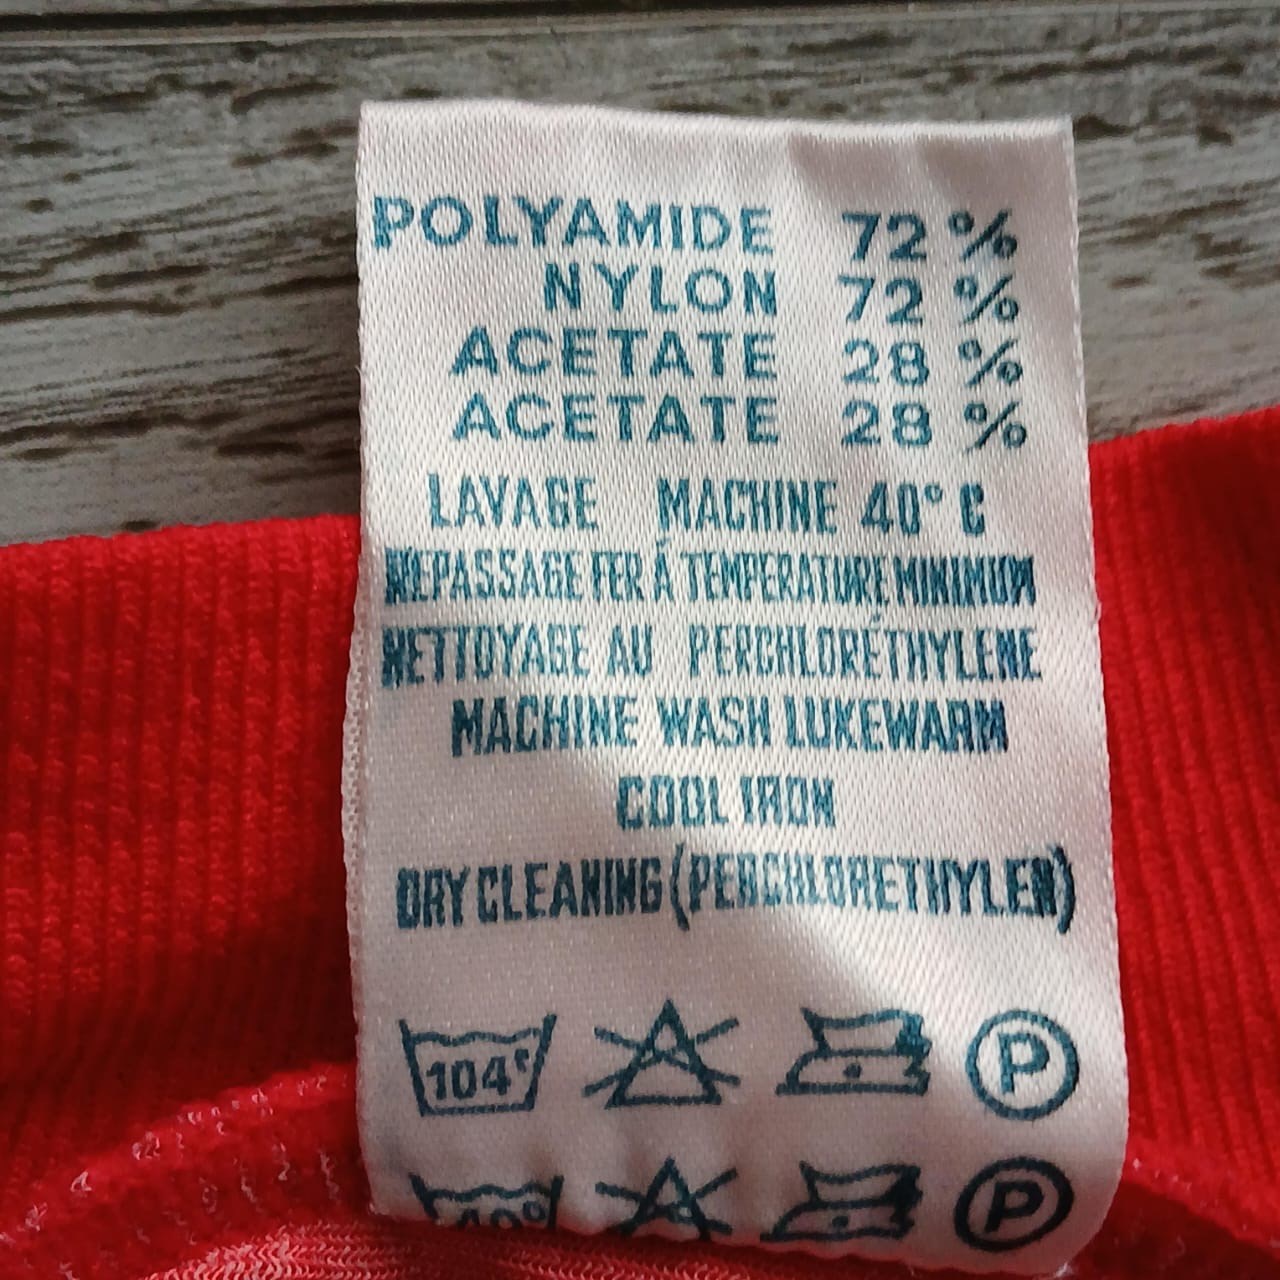 POLYAMIDE 72 %
NYLON 72 %
ACETATE 28 %
ACETATE 28 %
LAVAGE MACHINE 40° C
REPASSAGE FER À TEMPERATURE MINIMUM
NETTOYAGE AU PERCHLORÉTHYLENE
MACHINE WASH LUKEWARM
COOL IRON
DRY CLEANING (PERCHLORETHYLEN)
104° P
40° P